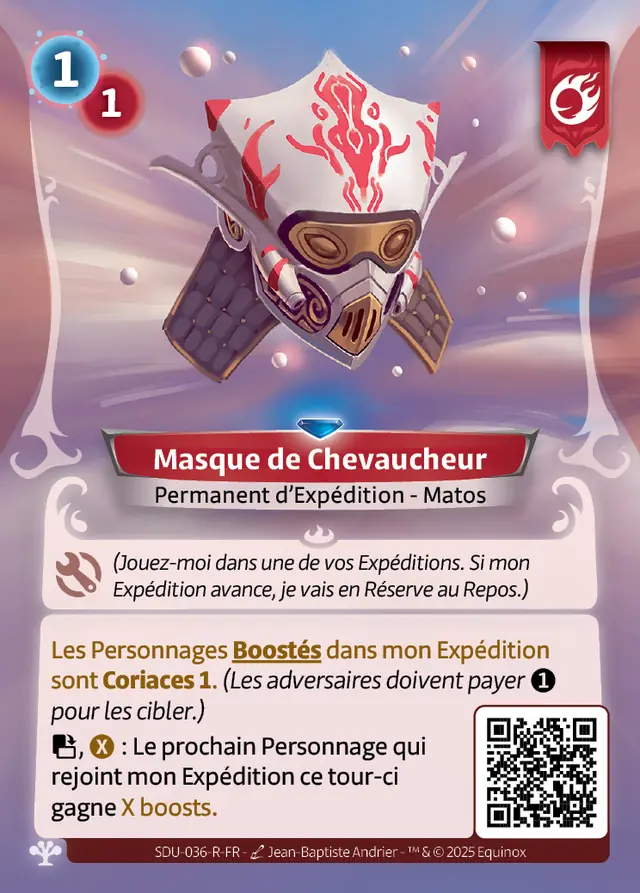 1
1
Masque de Chevaucheur
Permanent d'Expédition - Matos
(Jouez-moi dans une de vos Expéditions. Si mon
Expédition avance, je vais en Réserve au Repos.)
Les Personnages Boostés dans mon Expédition
sont Coriaces 1. (Les adversaires doivent payer 1
pour les cibler.)
, X : Le prochain Personnage qui
rejoint mon Expédition ce tour-ci
gagne X boosts.
SDU-036-R-FR - Jean-Baptiste Andrier - ™ & © 2025 Equinox